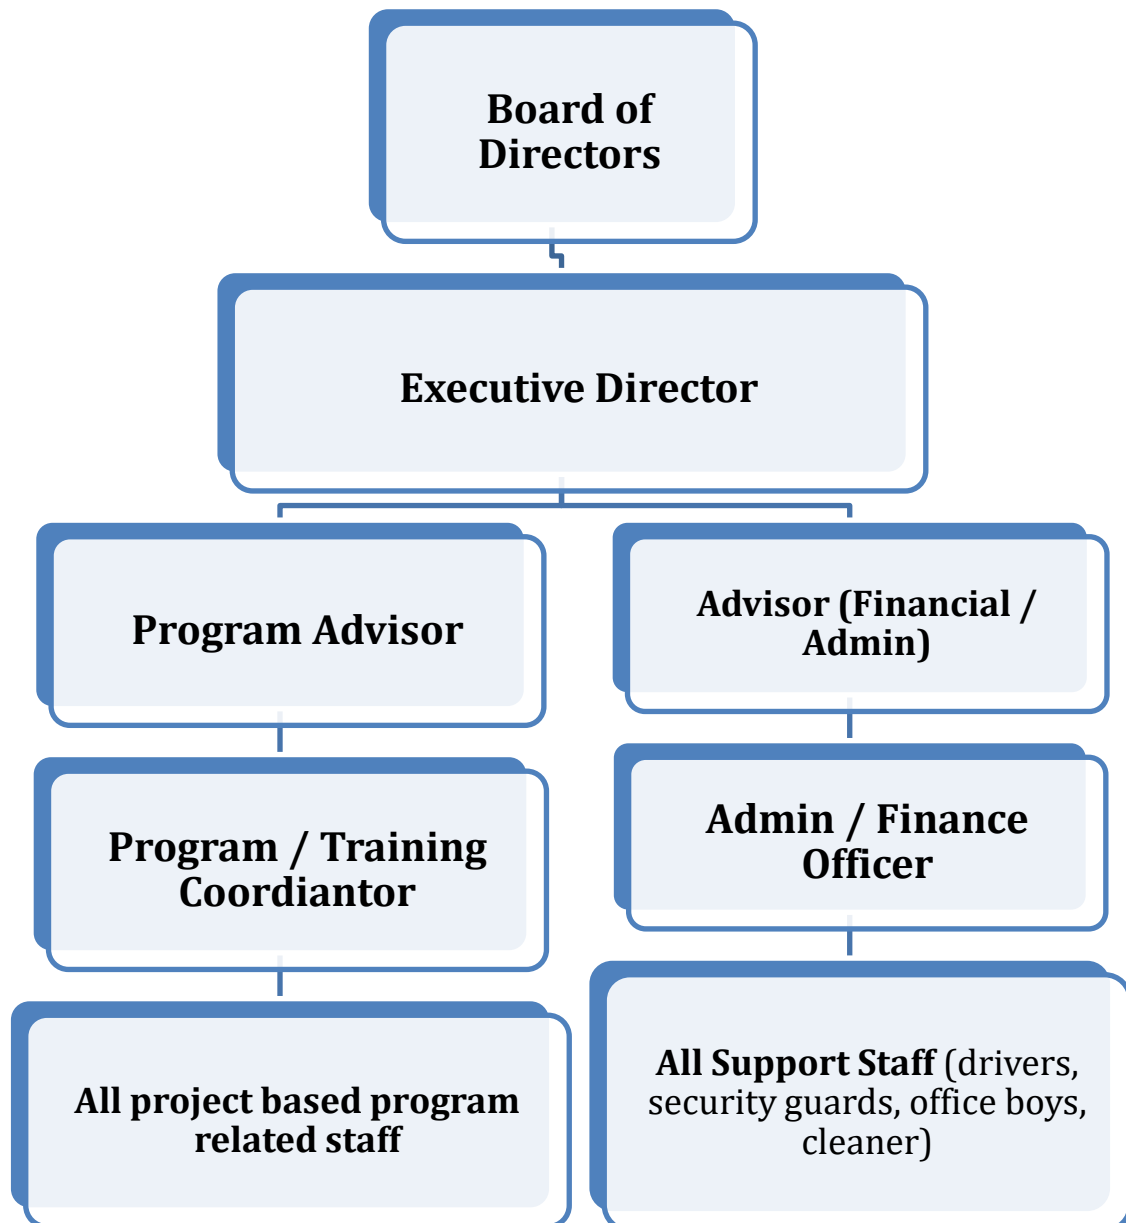 Board of
Directors
Executive Director
Program Advisor
Advisor (Financial /
Admin)
Program / Training
Coordiantor
Admin / Finance
Officer
All project based program
related staff
All Support Staff (drivers,
security guards, office boys,
cleaner)